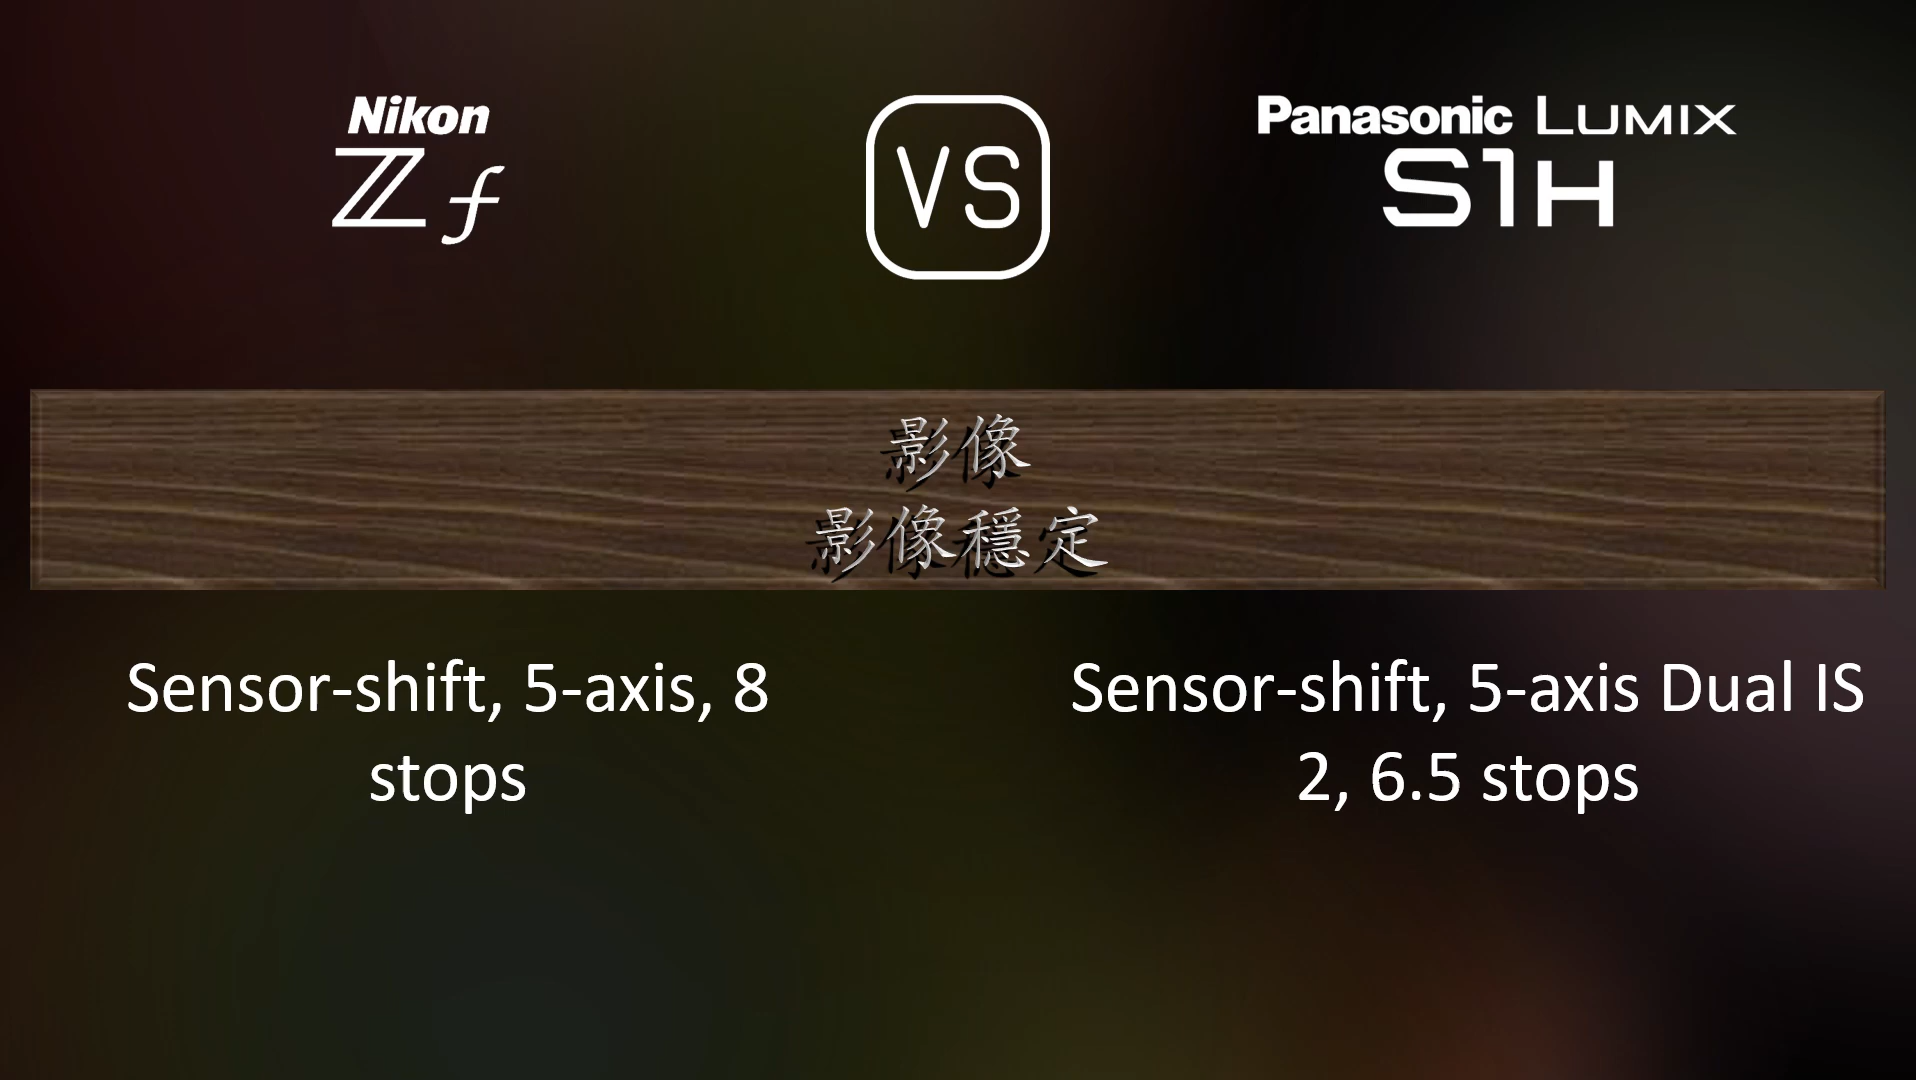 Nikon
Z f
VS
Panasonic LUMIX
S1H
影像
影像穩定
Sensor-shift, 5-axis, 8
stops
Sensor-shift, 5-axis Dual IS
2, 6.5 stops